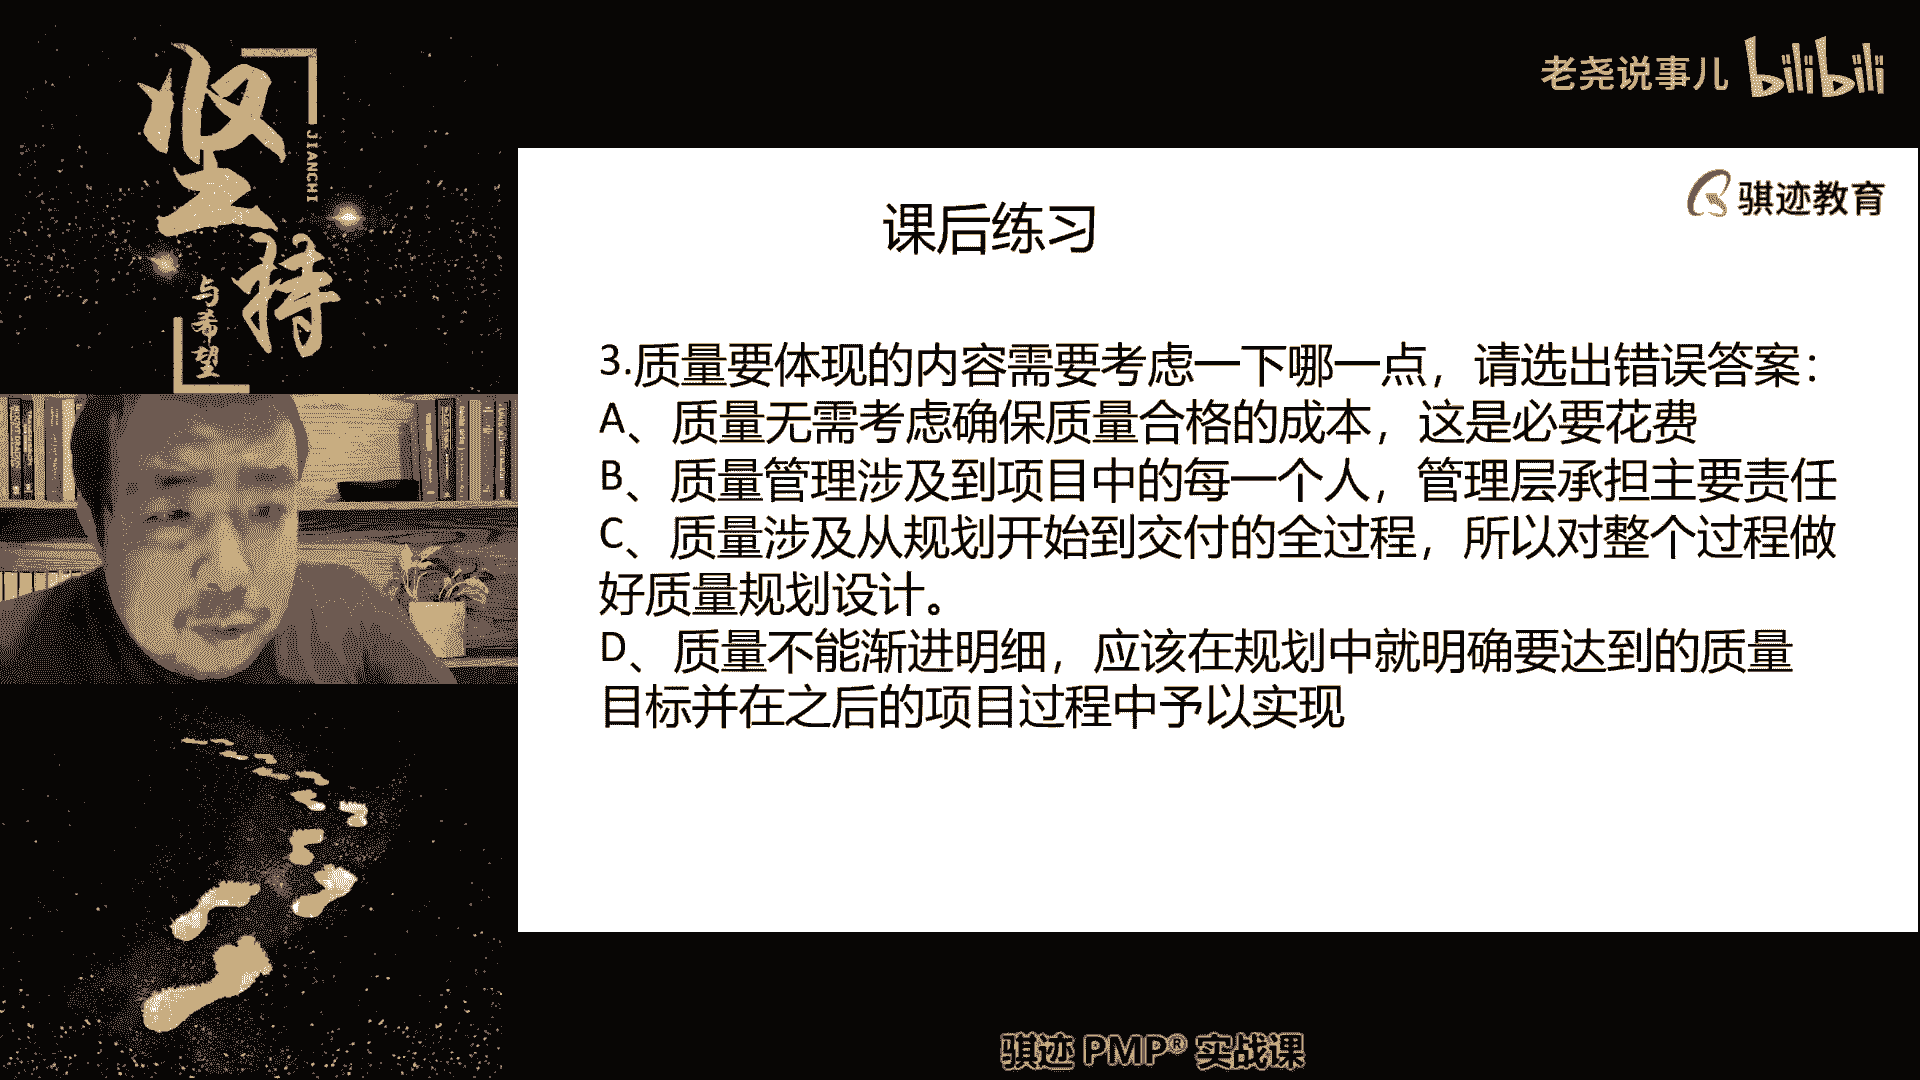 坚
持
JIANCHI
与希望
老尧说事儿 bilibili
骐迹教育
课后练习
3.质量要体现的内容需要考虑一下哪一点，请选出错误答案：
A、质量无需考虑确保质量合格的成本，这是必要花费
B、质量管理涉及到项目中的每一个人，管理层承担主要责任
C、质量涉及从规划开始到交付的全过程，所以对整个过程做
好质量规划设计。
D、质量不能渐进明细，应该在规划中就明确要达到的质量
目标并在之后的项目过程中予以实现
骐迹 PMP® 实战课